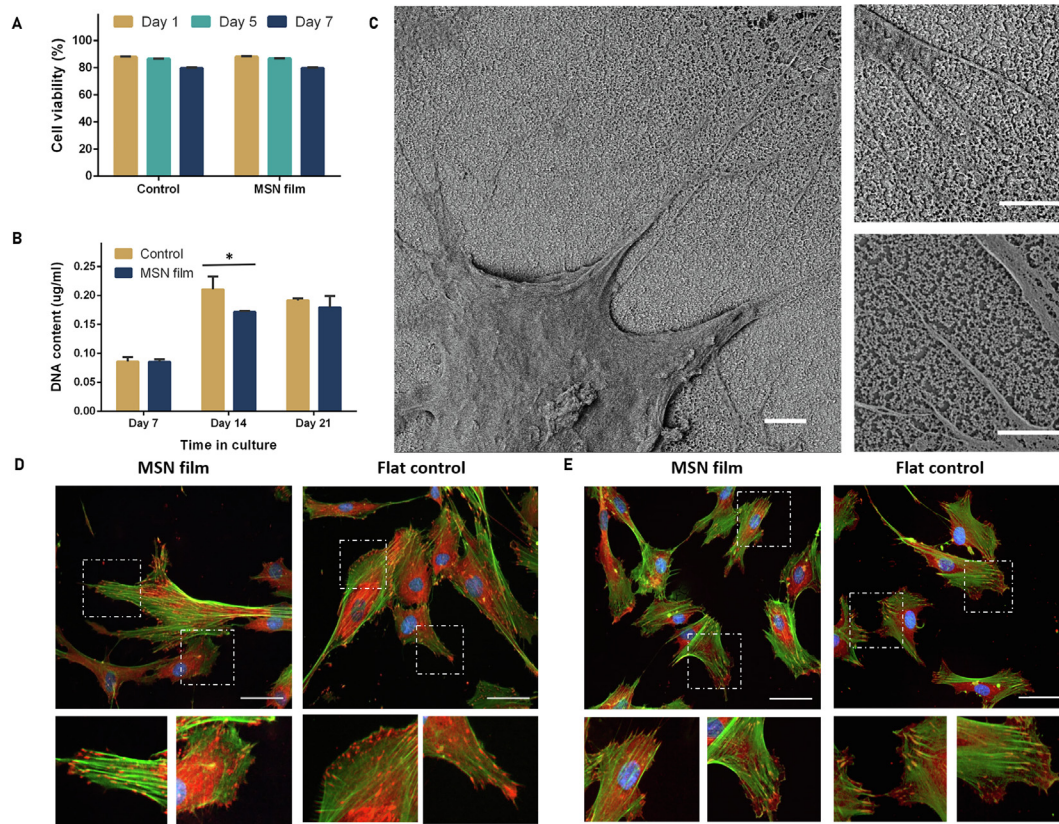 A
Day 1 Day 5 Day 7
Cell viability (%)
100
80
60
40
20
0
Control MSN film
B
Control
MSN film
*
DNA content (ug/ml)
0.25
0.20
0.15
0.10
0.05
0.00
Day 7 Day 14 Day 21
Time in culture
C
D
MSN film Flat control
E
MSN film Flat control